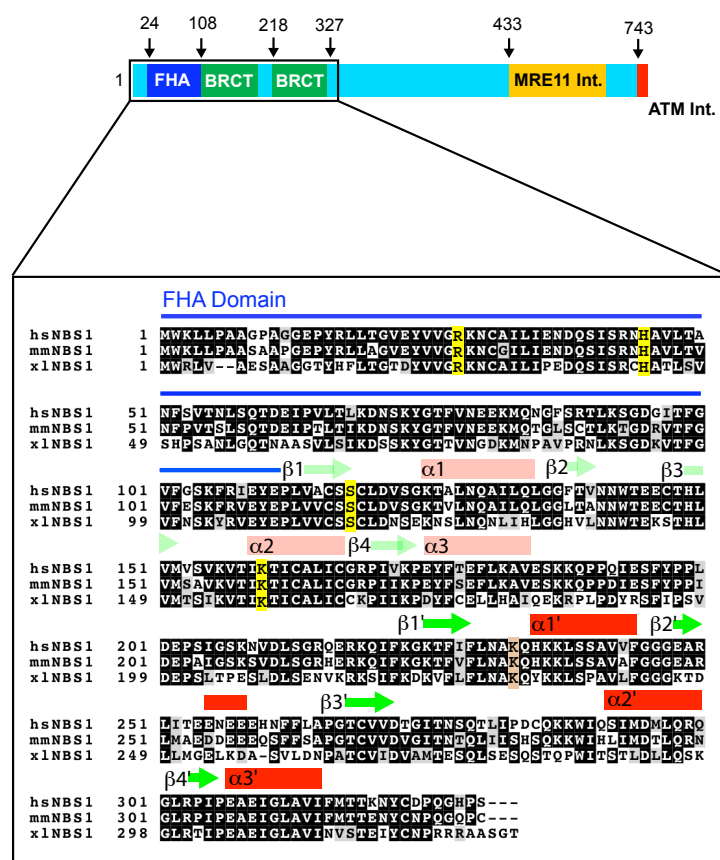 24 108 218 327 433 743
1 FHA BRCT BRCT MRE11 Int.
ATM Int.
FHA Domain
hsNBS1 1 MWKLLPAAGPAGGEPYRLLTGVEYVVGRKNCAILIENDQSISRNHAVLTA
mmNBS1 1 MWKLLPAASAAPGEPYRLLAGVEYVVGRKNCGILIENDQSISRNHAVLTV
xlNBS1 1 MWRLV--AESAAGGTYHFLTGTDYVVGRKNCAILIPEDQSISRCHATLSV
hsNBS1 51 NFSVTNLSQTDEIPVLTLKDNSKYGTFVNEEKMQNGFSRTLKSGDGITFG
mmNBS1 51 NFPVTSLSQTDEIPTLTIKDNSKYGTFVNEEKMQTGLSCTLKTGDRVTFG
xlNBS1 49 SHPSANLGQTNAASVLSIKDSSKYGTTVNGDKMNPAVPRNLKSGDKVTFG
β1 α1 β2 β3
hsNBS1 101 VFGSKFRIEYEPLVACSSCLDVSGKTALNQAILQLGGFTVNNWTEECTHL
mmNBS1 101 VFESKFRVEYEPLVVCSSCLDVSGKTVLNQAILQLGGLTANNWTEECTHL
xlNBS1 99 VFNSKYRVEYEPLVVCSSCLDNSEKNSLNQNLIHLGGHVLNNWTEKSTHL
α2 β4 α3
hsNBS1 151 VMVSVKVTIKTICALICGRPIVKPEYFTEFLKAVESKKQPPQIESFYPPL
mmNBS1 151 VMSAVKVTIKTICALICGRPIIKPEYFSEFLKAVESKKQPPDIESFYPPI
xlNBS1 149 VMTSIKVTIKTICALICCKPIIKPDYFCELLHAIQEKRPLPDYRSFIPSV
β1' α1' β2'
hsNBS1 201 DEPSIGSKNVDLSGRQERKQIFKGKTFIFLNAKQHKKLSSAVVFGGGEAR
mmNBS1 201 DEPAIGSKSVDLSGRHERKQIFKGKTFVFLNAKQHKKLSSAVAFGGGEAR
xlNBS1 199 DEPSLTPESLDLSENVKRKSIFKDKVFLFLNAKQYKKLSPAVLFGGGKTD
β3' α2'
hsNBS1 251 LITEENEEEHNFFLAPGTCVVDTGITNSQTLIPDCQKKWIQSIMDMLQRQ
mmNBS1 251 LMAEDDEEEQSFFSAPGTCVVDVGITNTQLIISHSQKKWIHLIMDTLQRN
xlNBS1 249 LLMGELKDA-SVLDNPATCVIDVAMTESQLSESQSTQPWITSTLDLLQSK
β4' α3'
hsNBS1 301 GLRPIPEAEIGLAVIFMTTKNYCDPQGHPS---
mmNBS1 301 GLRPIPEAEIGLAVIFMTTENYCNPQGQPC---
xlNBS1 298 GLRTIPEAEIGLAVINVSTEIYCNPRRRAASGT